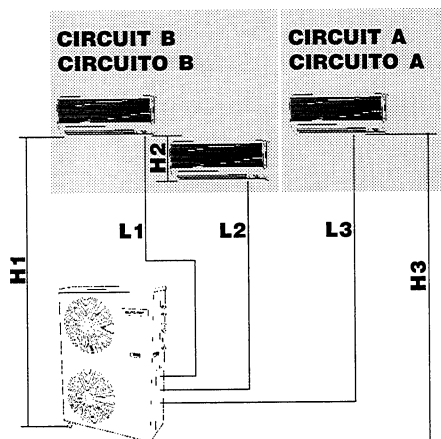 CIRCUIT B
CIRCUITO B
CIRCUIT A
CIRCUITO A
H2
L1
L2
L3
H1
H3